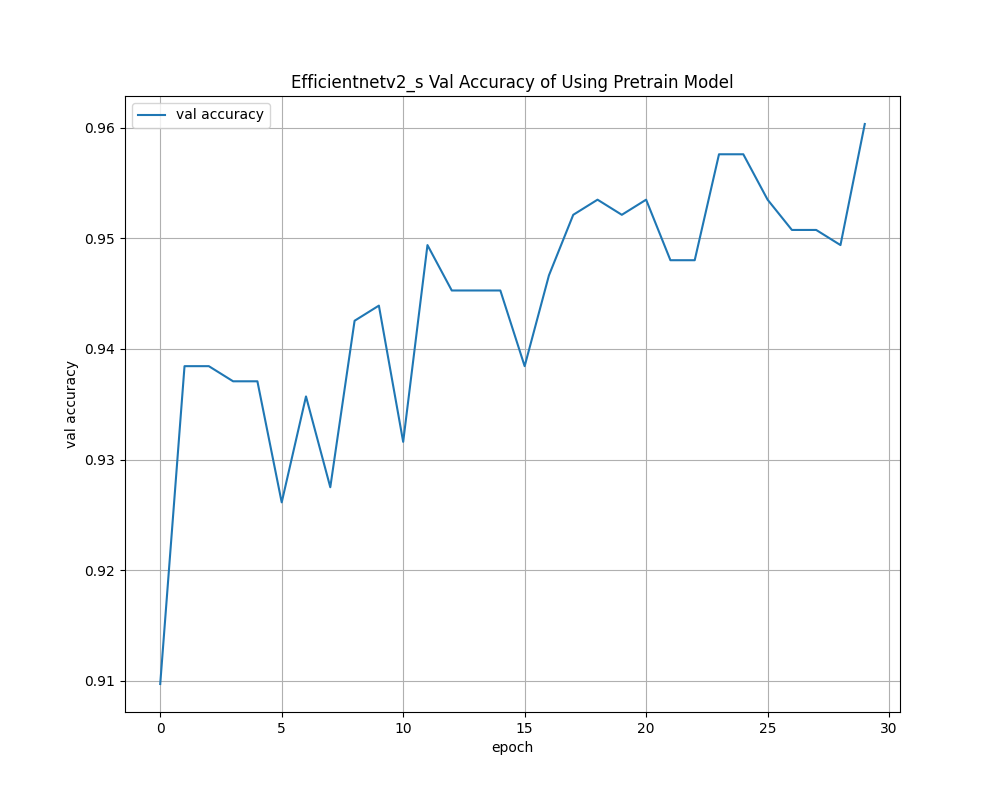 Efficientnetv2_s Val Accuracy of Using Pretrain Model
val accuracy
0.96
0.95
0.94
0.93
0.92
0.91
val accuracy
0 5 10 15 20 25 30
epoch